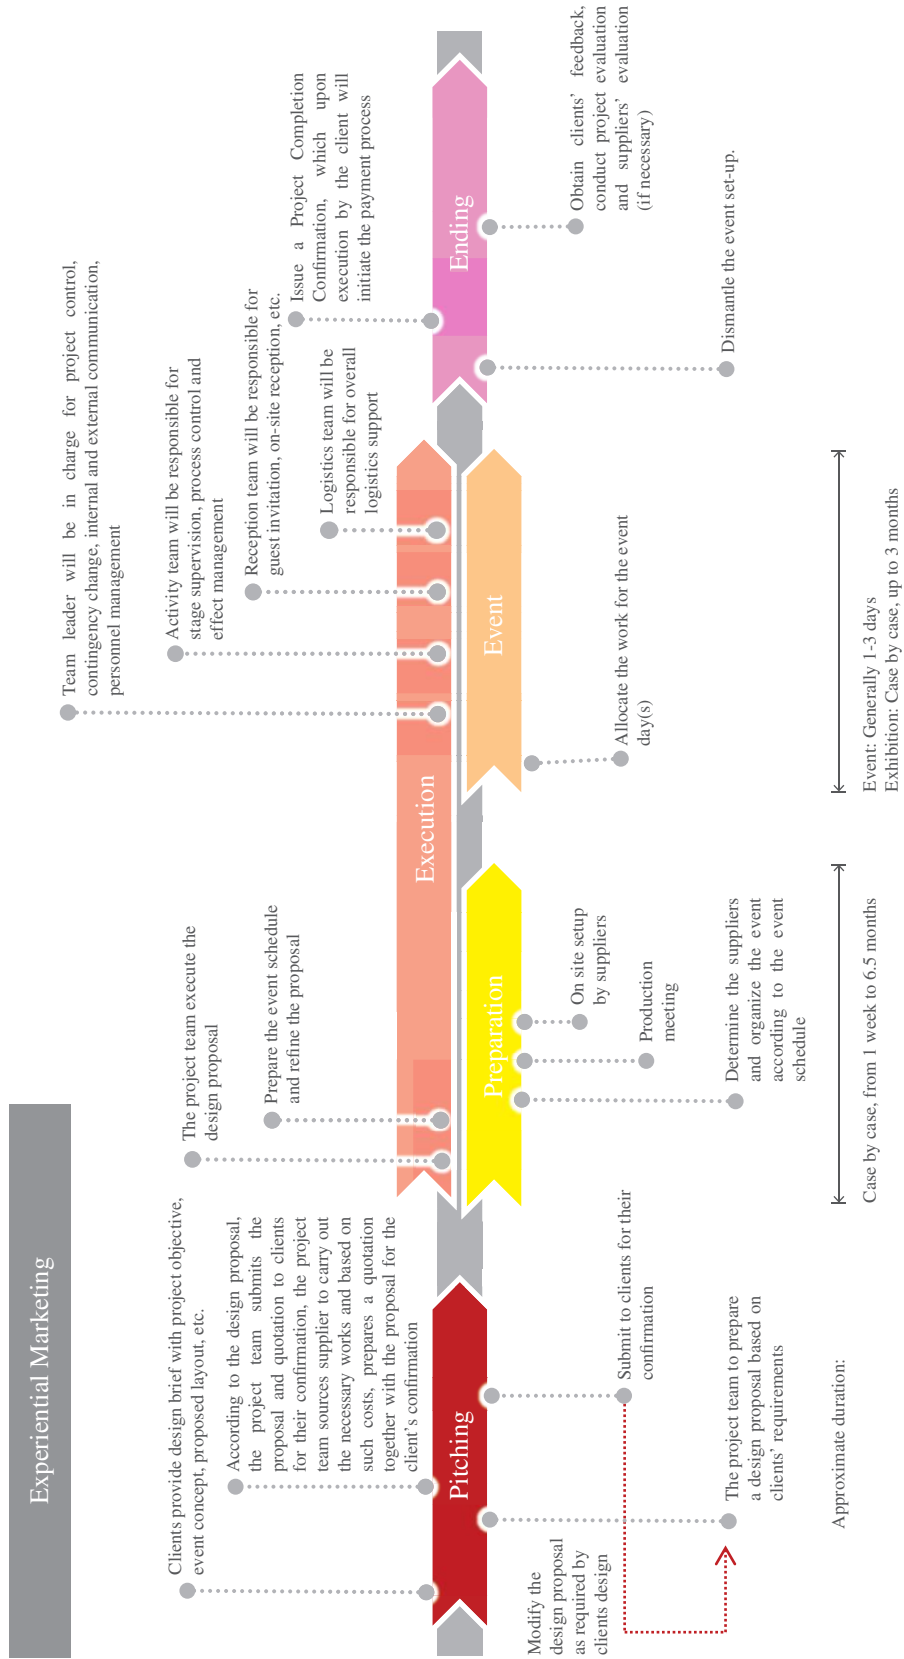 Experiential Marketing
Clients provide design brief with project objective,
event concept, proposed layout, etc.
According to the design proposal,
the project team submits the
proposal and quotation to clients
for their confirmation, the project
team sources supplier to carry out
the necessary works and based on
such costs, prepares a quotation
together with the proposal for the
client's confirmation
The project team execute the
design proposal
Prepare the event schedule
and refine the proposal
Team leader will be in charge for project control,
contingency change, internal and external communication,
personnel management
Activity team will be responsible for
stage supervision, process control and
effect management
Reception team will be responsible for
guest invitation, on-site reception, etc.
Logistics team will be
responsible for overall
logistics support
Issue a Project Completion
Confirmation, which upon
execution by the client will
initiate the payment process
Pitching
Execution
Preparation
Event
Ending
Modify the
design proposal
as required by
clients design
Submit to clients for their
confirmation
The project team to prepare
a design proposal based on
clients' requirements
On site setup
by suppliers
Production
meeting
Determine the suppliers
and organize the event
according to the event
schedule
Allocate the work for the event
day(s)
Obtain clients' feedback,
conduct project evaluation
and suppliers' evaluation
(if necessary)
Dismantle the event set-up.
Approximate duration:
Case by case, from 1 week to 6.5 months
Event: Generally 1-3 days
Exhibition: Case by case, up to 3 months